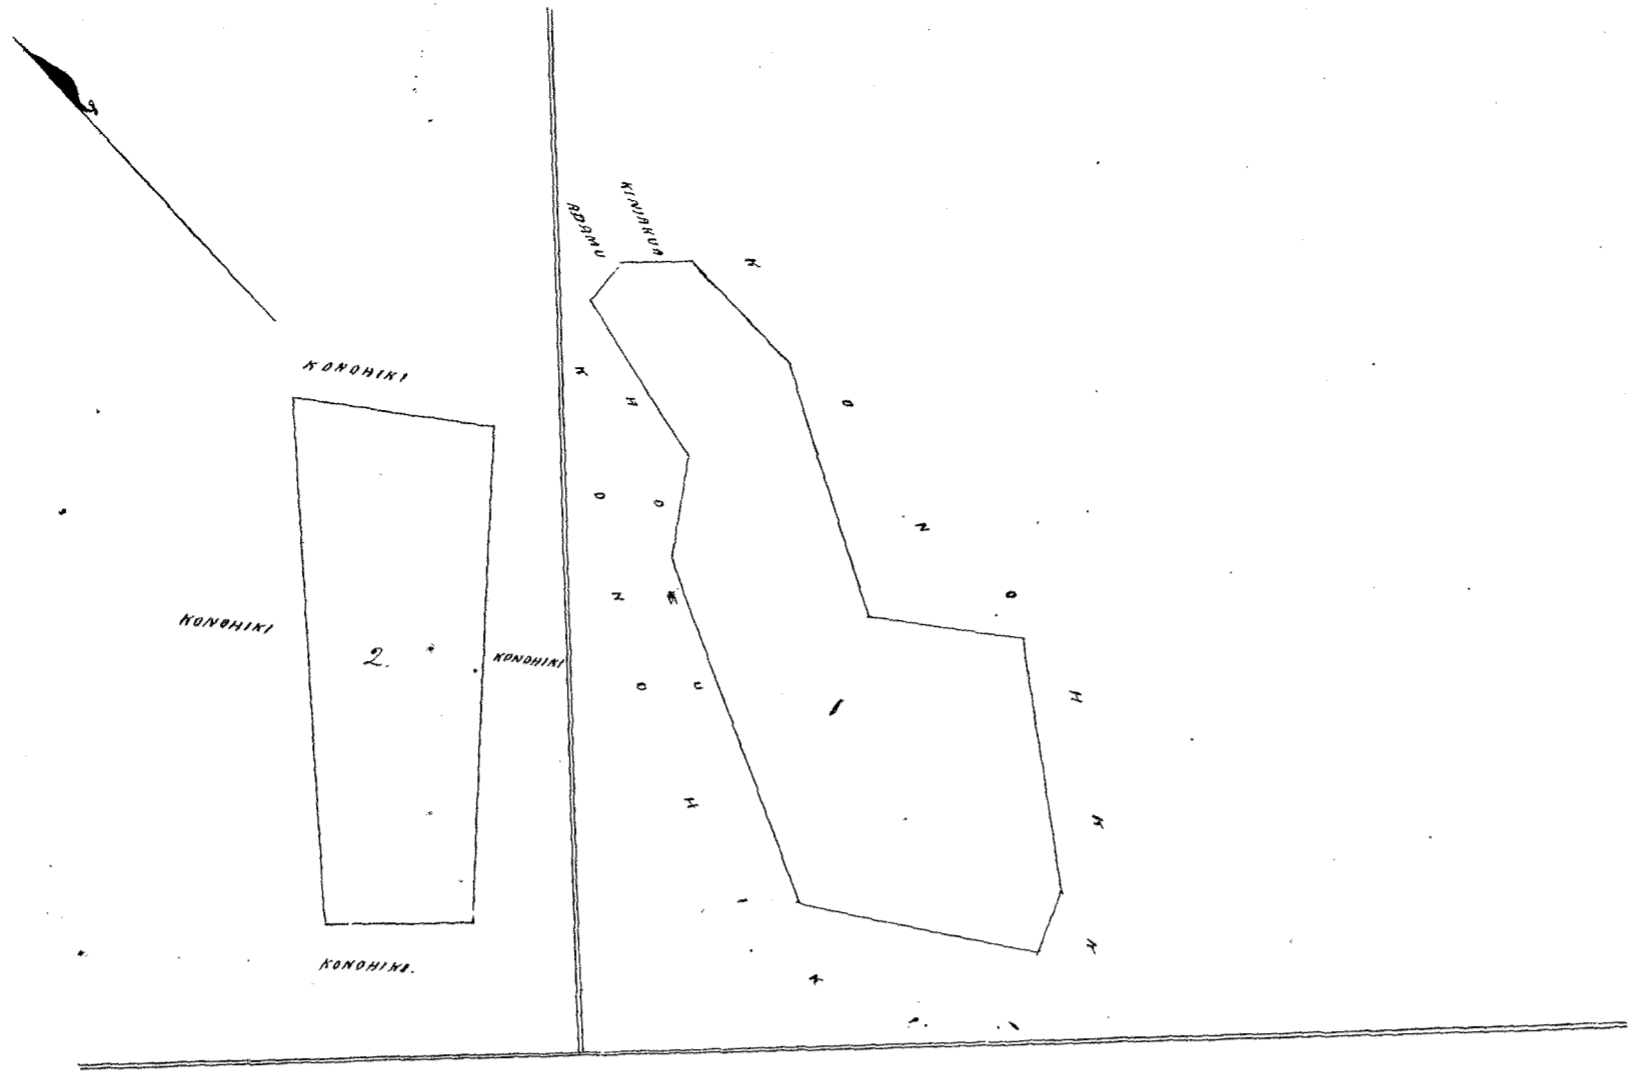 ADAMU
KINIAKUA
KONOHIKI
KONOHIKI
2.
KONOHIKI
KONOHIKI.
1
K O N O H I K I
K O N O H I K